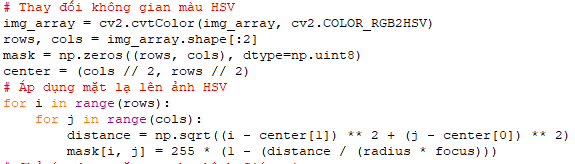 # Thay đổi không gian màu HSV
img_array = cv2.cvtColor(img_array, cv2.COLOR_RGB2HSV)
rows, cols = img_array.shape[:2]
mask = np.zeros((rows, cols), dtype=np.uint8)
center = (cols // 2, rows // 2)
# Áp dụng mặt lạ lên ảnh HSV
for i in range(rows):
    for j in range(cols):
        distance = np.sqrt((i - center[1]) ** 2 + (j - center[0]) ** 2)
        mask[i, j] = 255 * (1 - (distance / (radius * focus)))